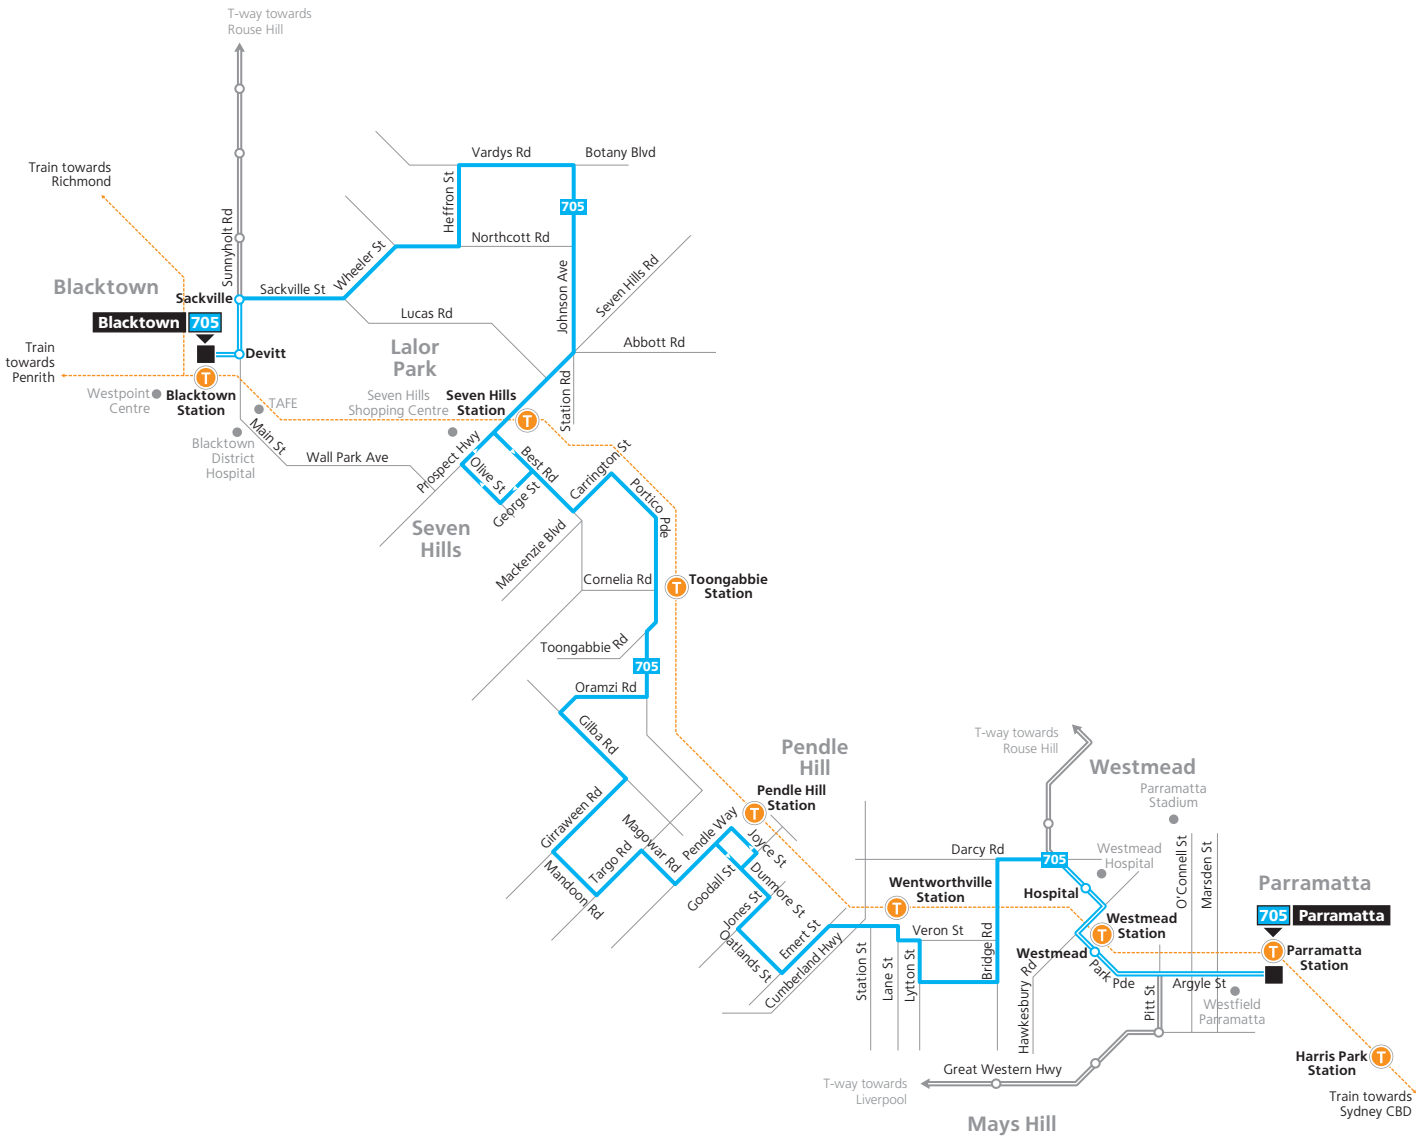 T-way towards
Rouse Hill
Vardys Rd
Botany Blvd
Train towards
Richmond
Heffron St
705
Sunnyholt Rd
Northcott Rd
Wheeler St
Johnson Ave
Seven Hills Rd
Blacktown
Sackville
Sackville St
Blacktown 705
Lucas Rd
Lalor
Park
Abbott Rd
Train
towards
Penrith
Devitt
Westpoint
Centre
Blacktown
Station
T
TAFE
Seven Hills
Shopping Centre
Seven Hills
Station
T
Station Rd
Main St
Blacktown
District
Hospital
Wall Park Ave
Prospect Hwy
Olive St
Best Rd
George St
Carrington St
Portico
Pde
Seven
Hills
Mackenzie Blvd
Cornelia Rd
T
Toongabbie
Station
Toongabbie Rd
705
Oramzi Rd
Gilba Rd
T-way towards
Rouse Hill
Pendle
Hill
Westmead
Parramatta
Stadium
Pendle Hill
Station
T
Girraween Rd
Mandoon Rd
Targo Rd
Magowar Rd
Pendle Way
Joyce St
Goodall St
Dunmore St
Jones St
Oatlands St
Emert St
Cumberland Hwy
Darcy Rd
705
Westmead
Hospital
O'Connell St
Marsden St
Parramatta
705 Parramatta
Wentworthville
Station
T
Hospital
Westmead
Station
T
Veron St
Bridge Rd
Westmead
T
Parramatta
Station
Station St
Lane St
Lytton St
Hawkesbury Rd
Park
Pde
Pitt St
Argyle St
Westfield
Parramatta
Great Western Hwy
T-way towards
Liverpool
Harris Park
Station
T
Train towards
Sydney CBD
Mays Hill